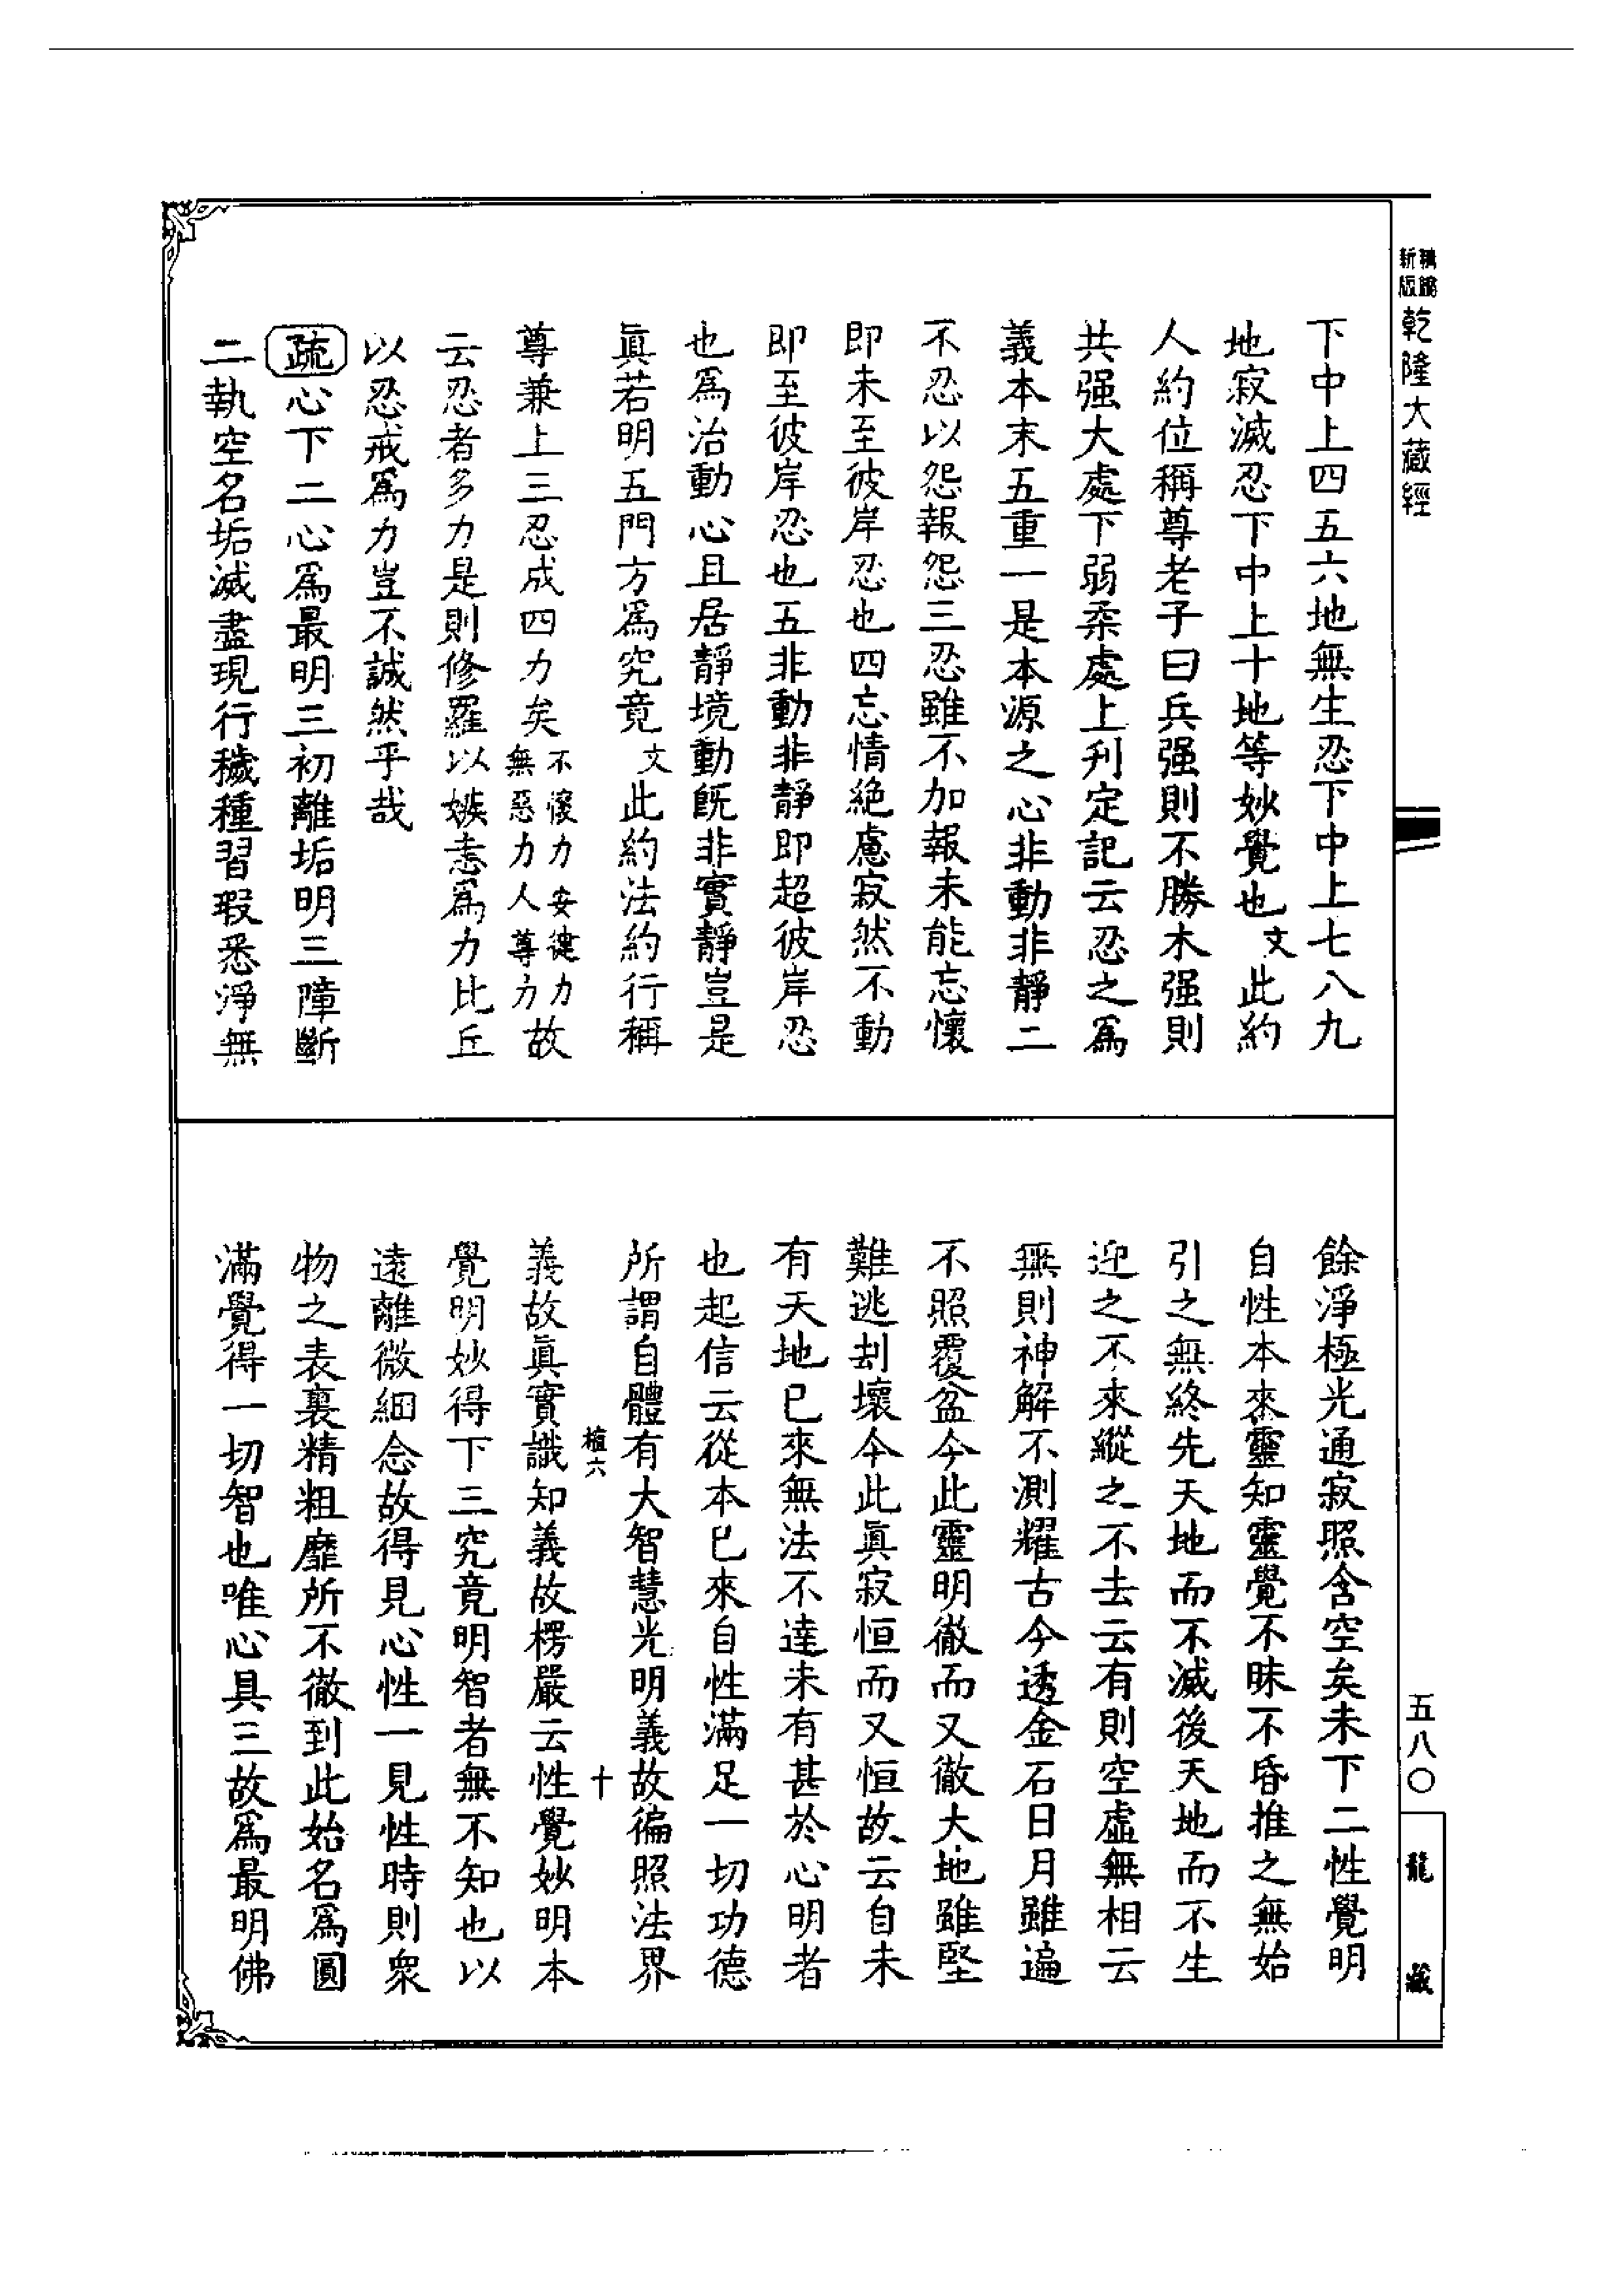 精編
新版
乾隆大藏經
下中上四五六地無生忍下中上七八九
地寂滅忍下中上十地等妙覺也文此約
人約位稱尊老子曰兵强則不勝木强則
共强大處下弱柔處上刋定記云忍之為
義本末五重一是本源之心非動非靜二
不忍以怨報怨三忍雖不加報未能忘懷
即未至彼岸忍也四忘情絶慮寂然不動
即至彼岸忍也五非動非靜即超彼岸忍
也為治動心且居靜境動既非實靜豈是
眞若明五門方為究竟文此約法約行稱
尊兼上三忍成四力矣不懷力安健力無惡力人尊力故
云忍者多力是則修羅以嫉恚為力比丘
以忍戒為力豈不誠然乎哉
疏心下二心為最明三初離垢明三障斷
二執空名垢滅盡現行穢種習瑕悉淨無
餘淨極光通寂照含空矣未下二性覺明
自性本來靈知靈覺不昧不昏推之無始
引之無終先天地而不滅後天地而不生
迎之不來縱之不去云有則空虛無相云
無則神解不測耀古今透金石日月雖遍
不照覆盆今此靈明徹而又徹大地雖堅
難逃刦壞今此眞寂恒而又恒故云自未
有天地已來無法不達未有甚於心明者
也起信云從本已來自性滿足一切功德
所謂自體有大智慧光明義故徧照法界
植六
十
義故眞實識知義故楞嚴云性覺妙明本
覺明妙得下三究竟明智者無不知也以
遠離微細念故得見心性一見性時則衆
物之表裏精粗靡所不徹到此始名為圓
滿覺得一切智也唯心具三故為最明佛
五八〇
龍藏